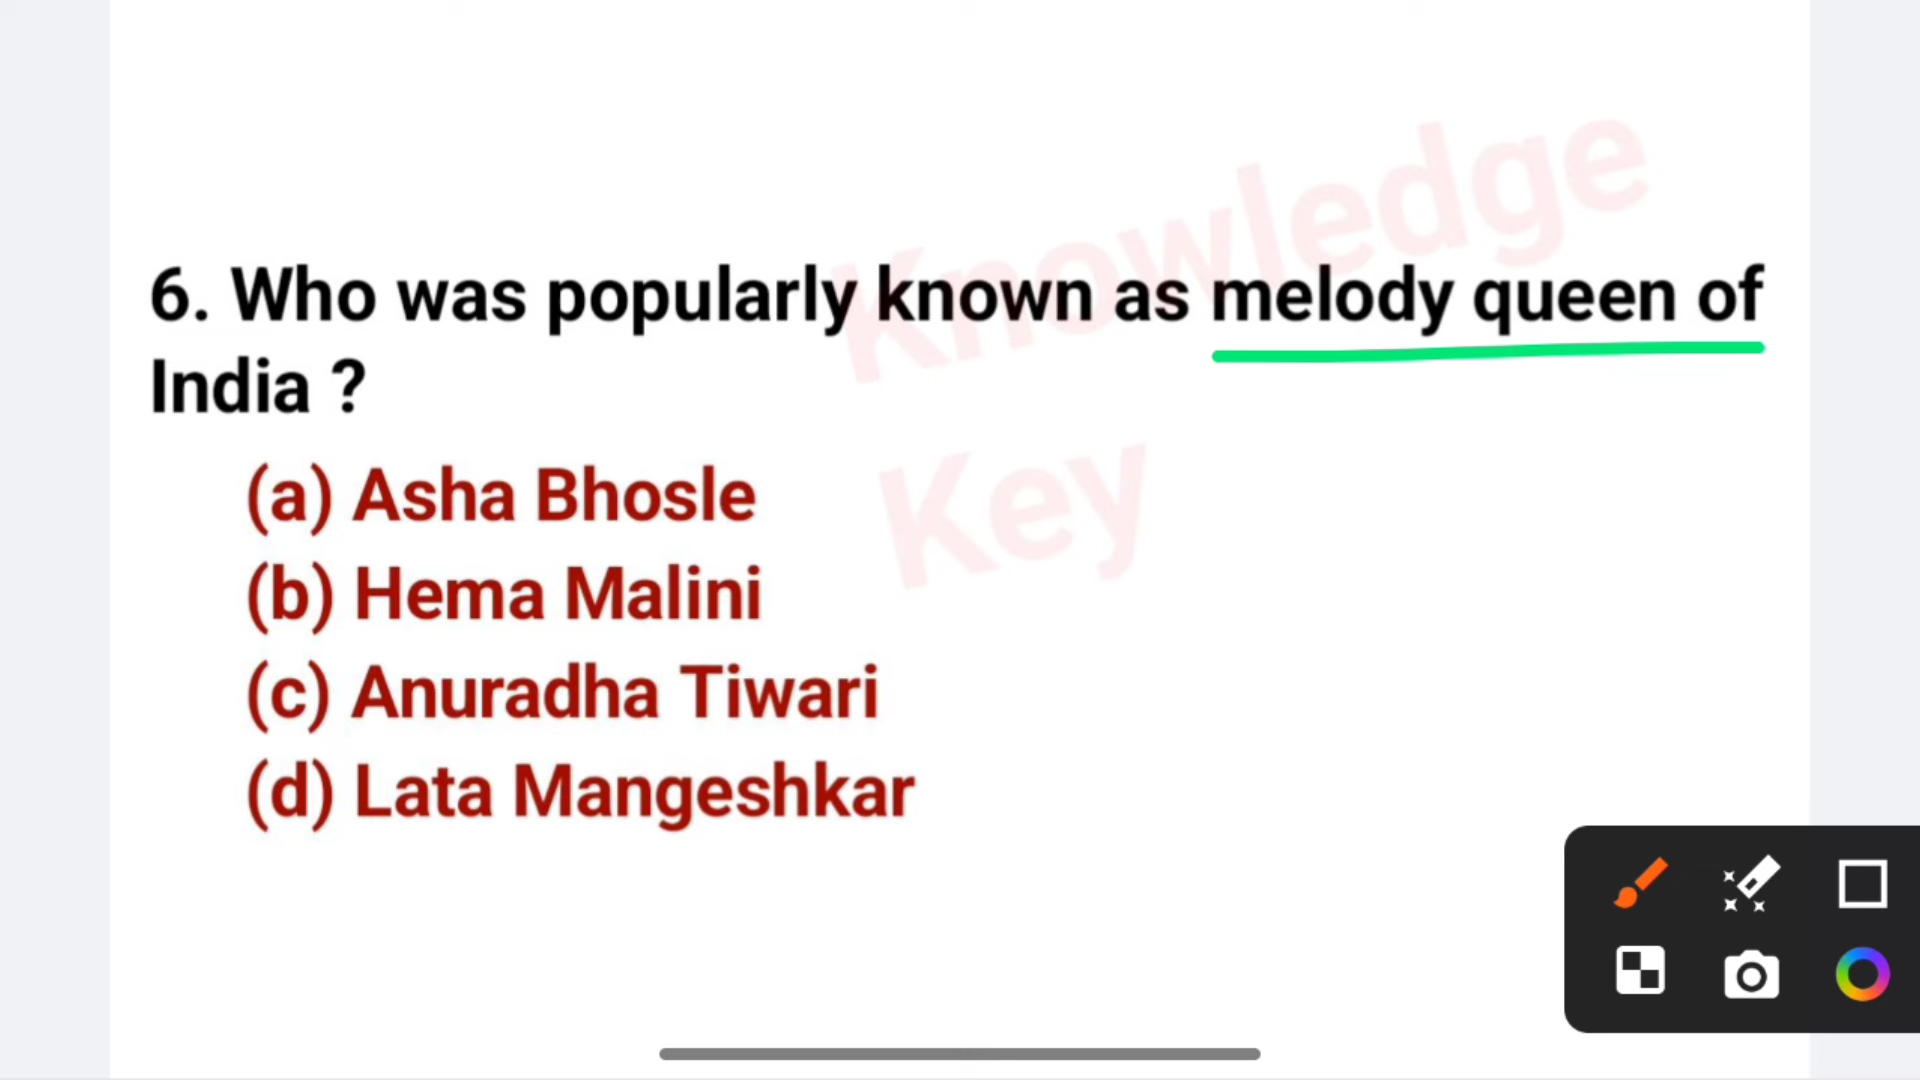 Knowledge
Key
6. Who was popularly known as melody queen of
India ?
(a) Asha Bhosle
(b) Hema Malini
(c) Anuradha Tiwari
(d) Lata Mangeshkar